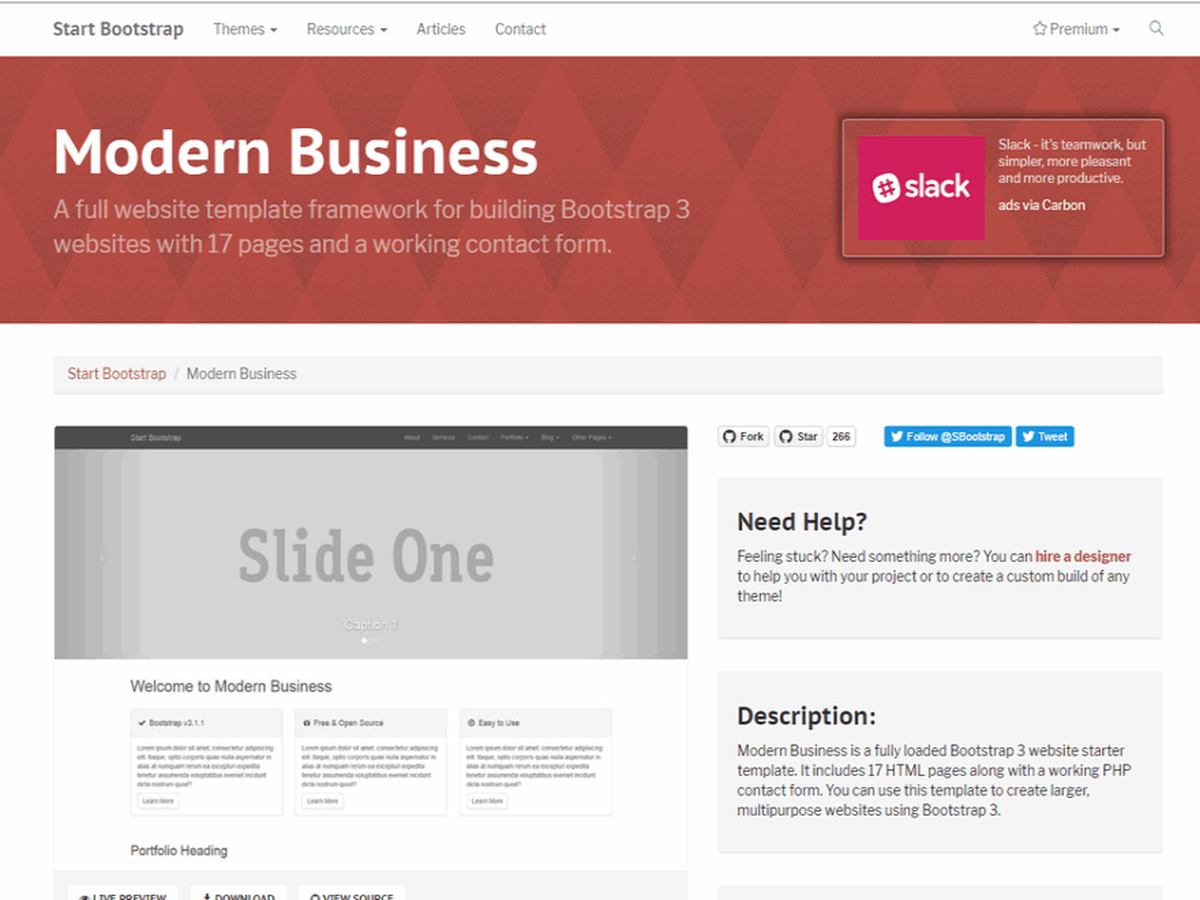 Start Bootstrap Themes Resources Articles Contact Premium
Modern Business
A full website template framework for building Bootstrap 3
websites with 17 pages and a working contact form.
slack
Slack - it's teamwork, but
simpler, more pleasant
and more productive.
ads via Carbon
Start Bootstrap / Modern Business
Start Bootstrap About Services Contact Portfolio Blog Other Pages
Slide One
Caption 1
Welcome to Modern Business
Bootstrap v3.1.1
Lorem ipsum dolor sit amet, consectetur adipisicing
elit. Itaque, optio corporis quae nulla aspernatur in
alias at numquam rerum ea excepturi expedita
tenetur assumenda voluptatibus eveniet incidunt
dicta nostrum quod?
Learn More
Free & Open Source
Lorem ipsum dolor sit amet, consectetur adipisicing
elit. Itaque, optio corporis quae nulla aspernatur in
alias at numquam rerum ea excepturi expedita
tenetur assumenda voluptatibus eveniet incidunt
dicta nostrum quod?
Learn More
Easy to Use
Lorem ipsum dolor sit amet, consectetur adipisicing
elit. Itaque, optio corporis quae nulla aspernatur in
alias at numquam rerum ea excepturi expedita
tenetur assumenda voluptatibus eveniet incidunt
dicta nostrum quod?
Learn More
Portfolio Heading
LIVE PREVIEW DOWNLOAD VIEW SOURCE
Fork Star 266 Follow @SBootstrap Tweet
Need Help?
Feeling stuck? Need something more? You can hire a designer
to help you with your project or to create a custom build of any
theme!
Description:
Modern Business is a fully loaded Bootstrap 3 website starter
template. It includes 17 HTML pages along with a working PHP
contact form. You can use this template to create larger,
multipurpose websites using Bootstrap 3.